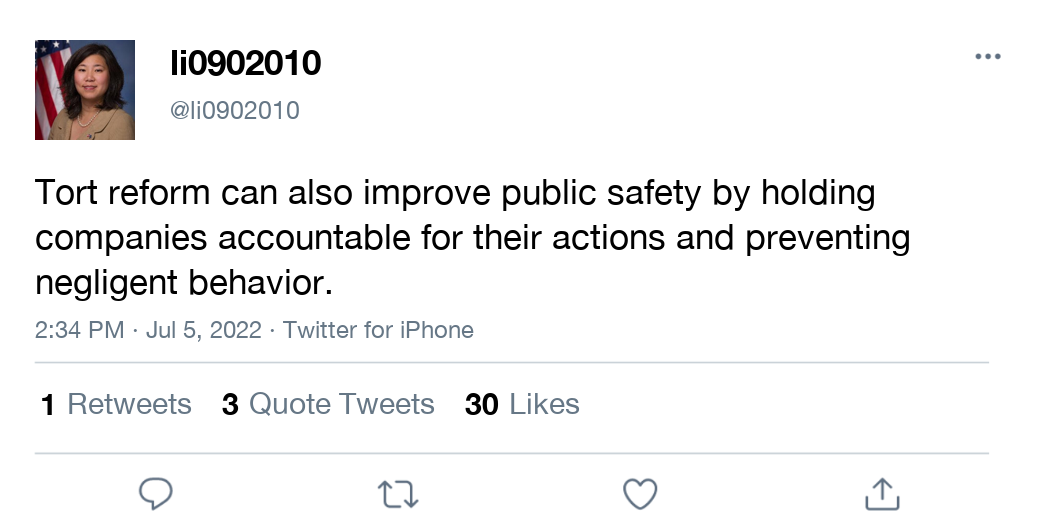 li0902010
@li0902010
Tort reform can also improve public safety by holding
companies accountable for their actions and preventing
negligent behavior.
2:34 PM · Jul 5, 2022 · Twitter for iPhone
1 Retweets 3 Quote Tweets 30 Likes